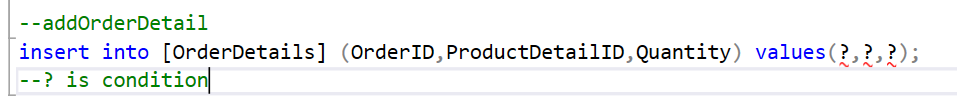 --addOrderDetail
insert into [OrderDetails] (OrderID,ProductDetailID,Quantity) values(?,?,?);
--? is condition